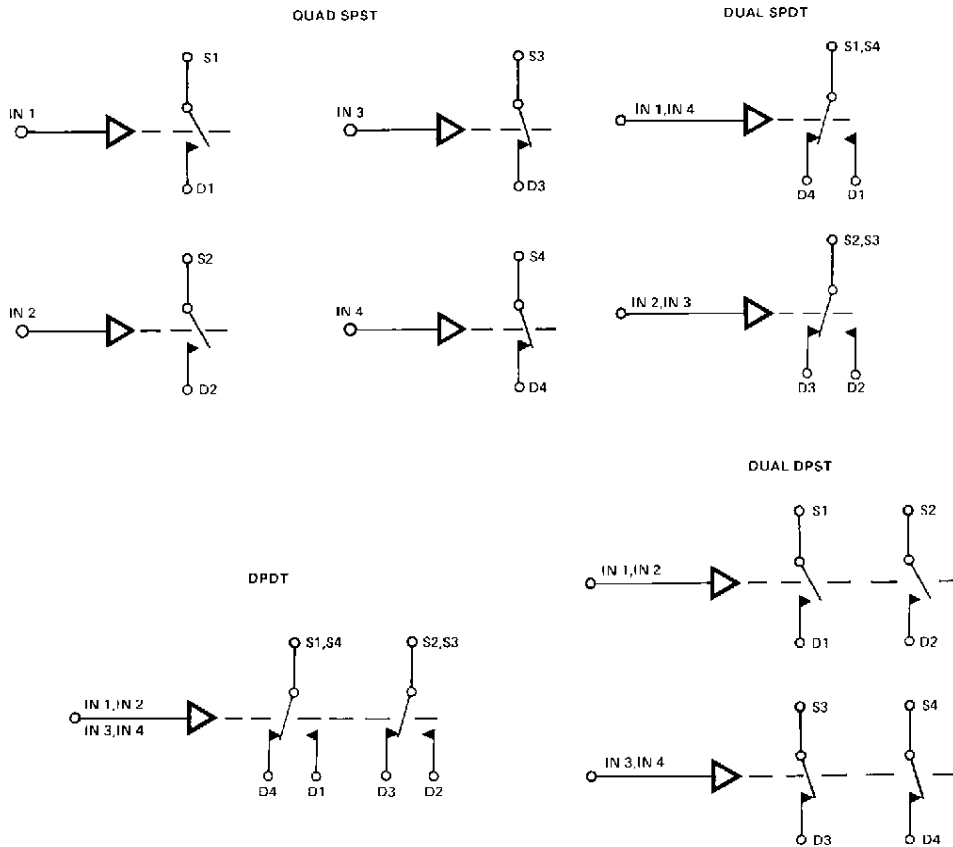 QUAD SPST
DUAL SPDT
S1
IN 1
D1
S3
IN 3
D3
S1,S4
IN 1,IN 4
D4
D1
S2
IN 2
D2
S4
IN 4
D4
S2,S3
IN 2,IN 3
D3
D2
DUAL DPST
S1
S2
IN 1,IN 2
D1
D2
DPDT
S1,S4
S2,S3
IN 1,IN 2
IN 3,IN 4
D4
D1
D3
D2
S3
S4
IN 3,IN 4
D3
D4